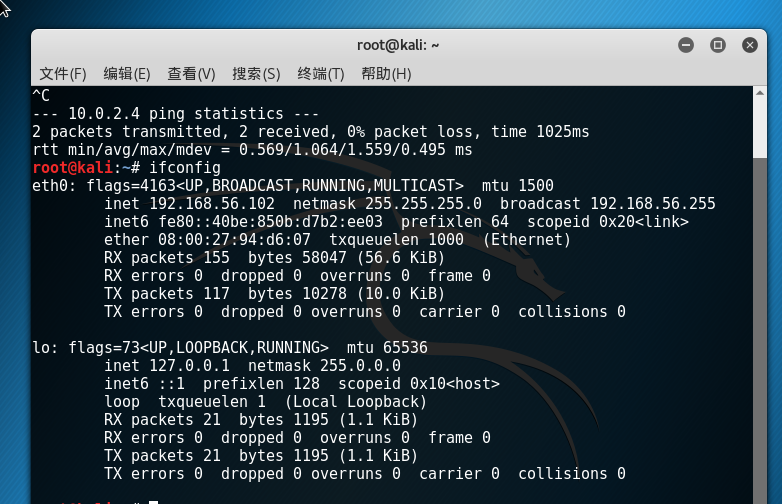 root@kali: ~
文件(F) 编辑(E) 查看(V) 搜索(S) 终端(T) 帮助(H)
^C
--- 10.0.2.4 ping statistics ---
2 packets transmitted, 2 received, 0% packet loss, time 1025ms
rtt min/avg/max/mdev = 0.569/1.064/1.559/0.495 ms
root@kali:~# ifconfig
eth0: flags=4163<UP,BROADCAST,RUNNING,MULTICAST>  mtu 1500
        inet 192.168.56.102  netmask 255.255.255.0  broadcast 192.168.56.255
        inet6 fe80::40be:850b:d7b2:ee03  prefixlen 64  scopeid 0x20<link>
        ether 08:00:27:94:d6:07  txqueuelen 1000  (Ethernet)
        RX packets 155  bytes 58047 (56.6 KiB)
        RX errors 0  dropped 0  overruns 0  frame 0
        TX packets 117  bytes 10278 (10.0 KiB)
        TX errors 0  dropped 0 overruns 0  carrier 0  collisions 0
lo: flags=73<UP,LOOPBACK,RUNNING>  mtu 65536
        inet 127.0.0.1  netmask 255.0.0.0
        inet6 ::1  prefixlen 128  scopeid 0x10<host>
        loop  txqueuelen 1  (Local Loopback)
        RX packets 21  bytes 1195 (1.1 KiB)
        RX errors 0  dropped 0  overruns 0  frame 0
        TX packets 21  bytes 1195 (1.1 KiB)
        TX errors 0  dropped 0 overruns 0  carrier 0  collisions 0